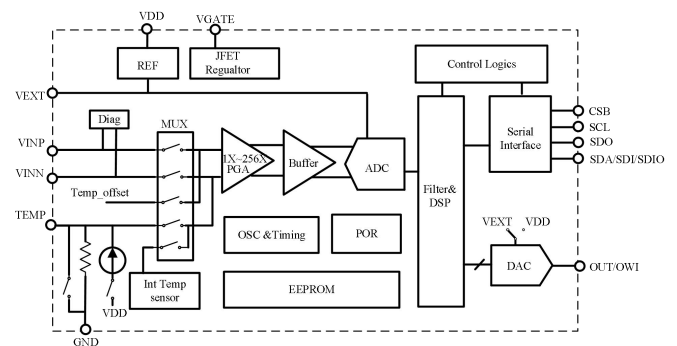 VDD
VGATE
REF
JFET
Regualtor
Control Logics
VEXT
Diag
MUX
CSB
VINP
1X~256X
PGA
Buffer
ADC
Serial
Interface
SCL
SDO
VINN
SDA/SDI/SDIO
Temp_offset
Filter&
DSP
TEMP
OSC &Timing
POR
VEXT
VDD
DAC
OUT/OWI
Int Temp
sensor
EEPROM
VDD
GND